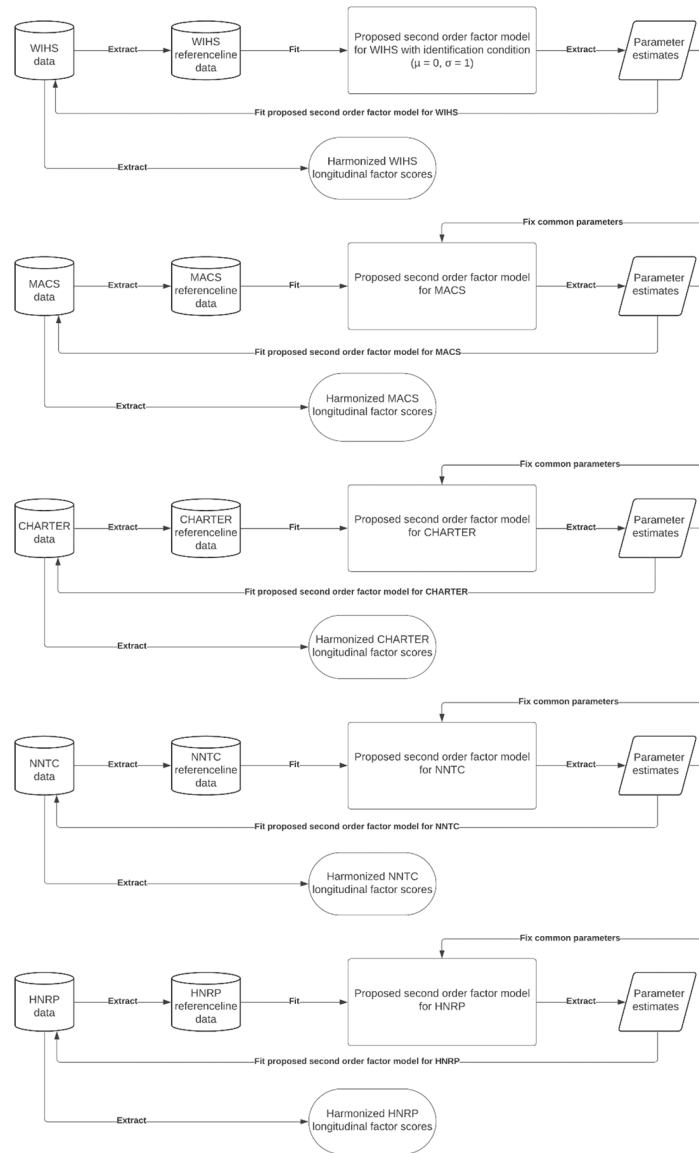 WIHS
data
Extract
WIHS
referenceline
data
Fit
Proposed second order factor model
for WIHS with identification condition
(μ = 0, σ = 1)
Extract
Parameter
estimates
Fit proposed second order factor model for WIHS
Extract
Harmonized WIHS
longitudinal factor scores
Fix common parameters
MACS
data
Extract
MACS
referenceline
data
Fit
Proposed second order factor model
for MACS
Extract
Parameter
estimates
Fit proposed second order factor model for MACS
Extract
Harmonized MACS
longitudinal factor scores
Fix common parameters
CHARTER
data
Extract
CHARTER
referenceline
data
Fit
Proposed second order factor model
for CHARTER
Extract
Parameter
estimates
Fit proposed second order factor model for CHARTER
Extract
Harmonized CHARTER
longitudinal factor scores
Fix common parameters
NNTC
data
Extract
NNTC
referenceline
data
Fit
Proposed second order factor model
for NNTC
Extract
Parameter
estimates
Fit proposed second order factor model for NNTC
Extract
Harmonized NNTC
longitudinal factor scores
Fix common parameters
HNRP
data
Extract
HNRP
referenceline
data
Fit
Proposed second order factor model
for HNRP
Extract
Parameter
estimates
Fit proposed second order factor model for HNRP
Extract
Harmonized HNRP
longitudinal factor scores